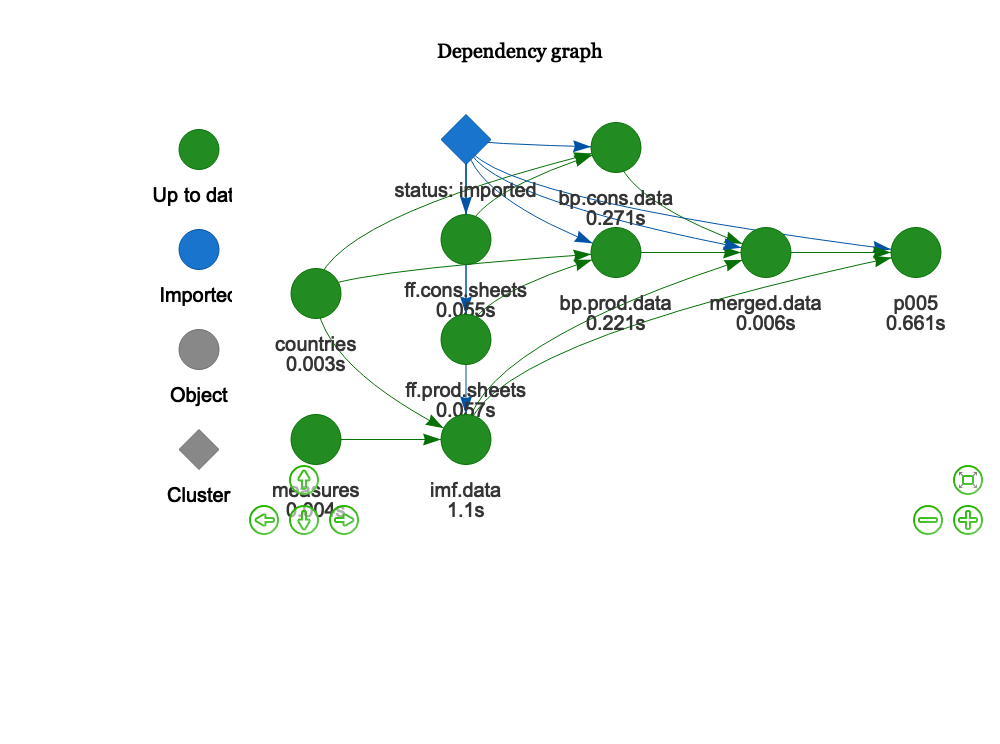 Dependency graph
Up to dat
Imported
Object
Cluster
status: imported
bp.cons.data
0.271s
ff.cons.sheets
0.055s
bp.prod.data
0.221s
merged.data
0.006s
p005
0.661s
countries
0.003s
ff.prod.sheets
0.057s
measures
0.004s
imf.data
1.1s